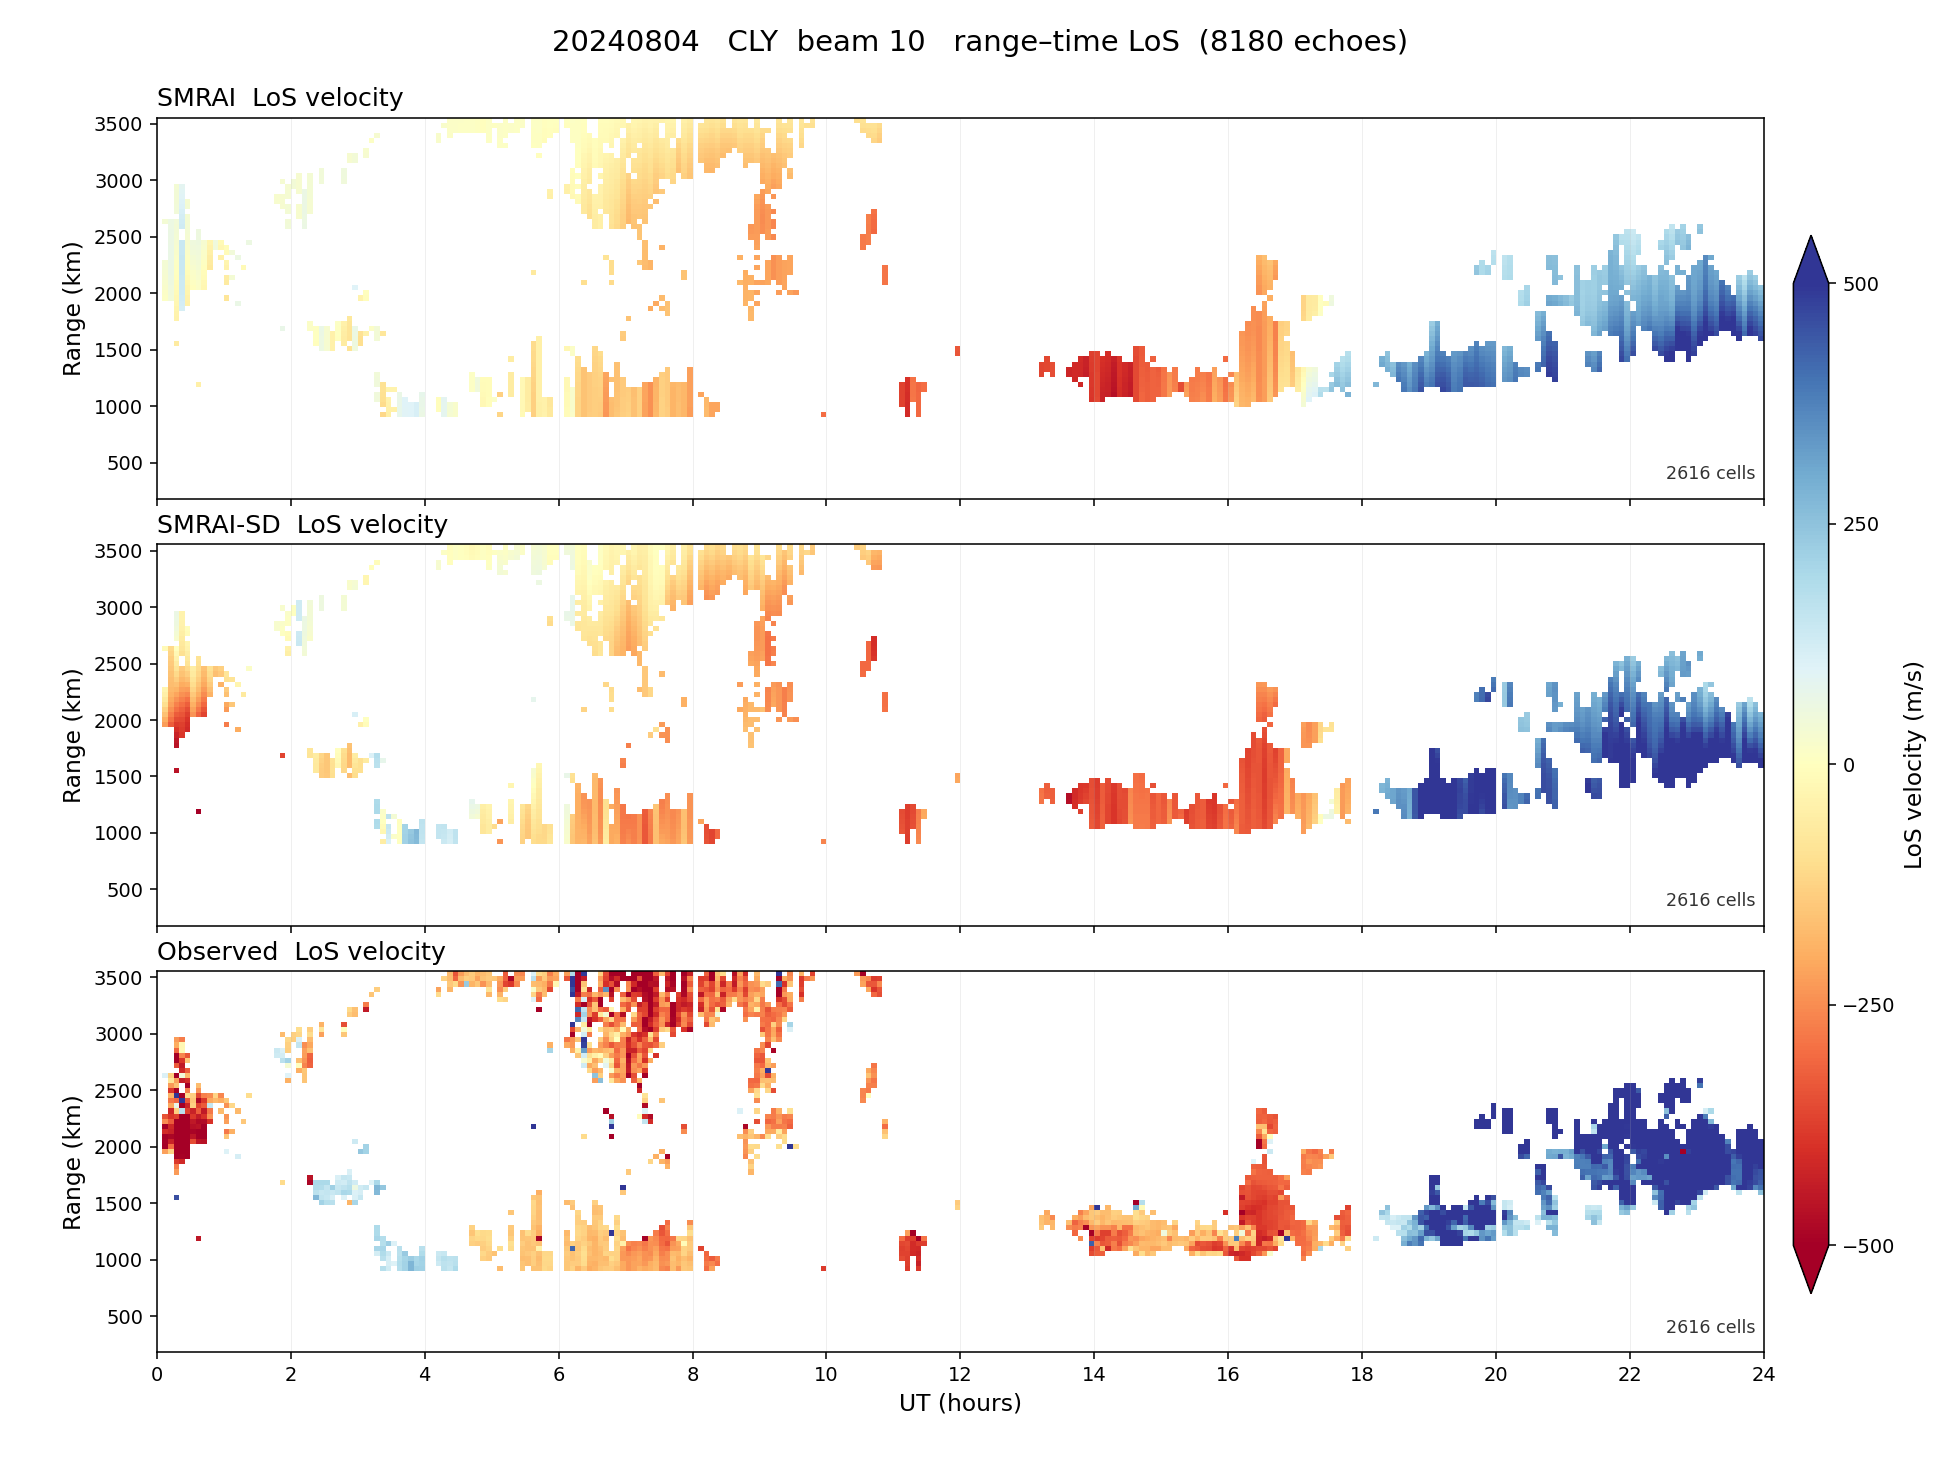 20240804   CLY  beam 10   range–time LoS  (8180 echoes)
SMRAI  LoS velocity
3500
3000
2500
2000
1500
1000
500
Range (km)
2616 cells
SMRAI-SD  LoS velocity
3500
3000
2500
2000
1500
1000
500
Range (km)
2616 cells
Observed  LoS velocity
3500
3000
2500
2000
1500
1000
500
Range (km)
2616 cells
0 2 4 6 8 10 12 14 16 18 20 22 24
UT (hours)
500
250
0
−250
−500
LoS velocity (m/s)